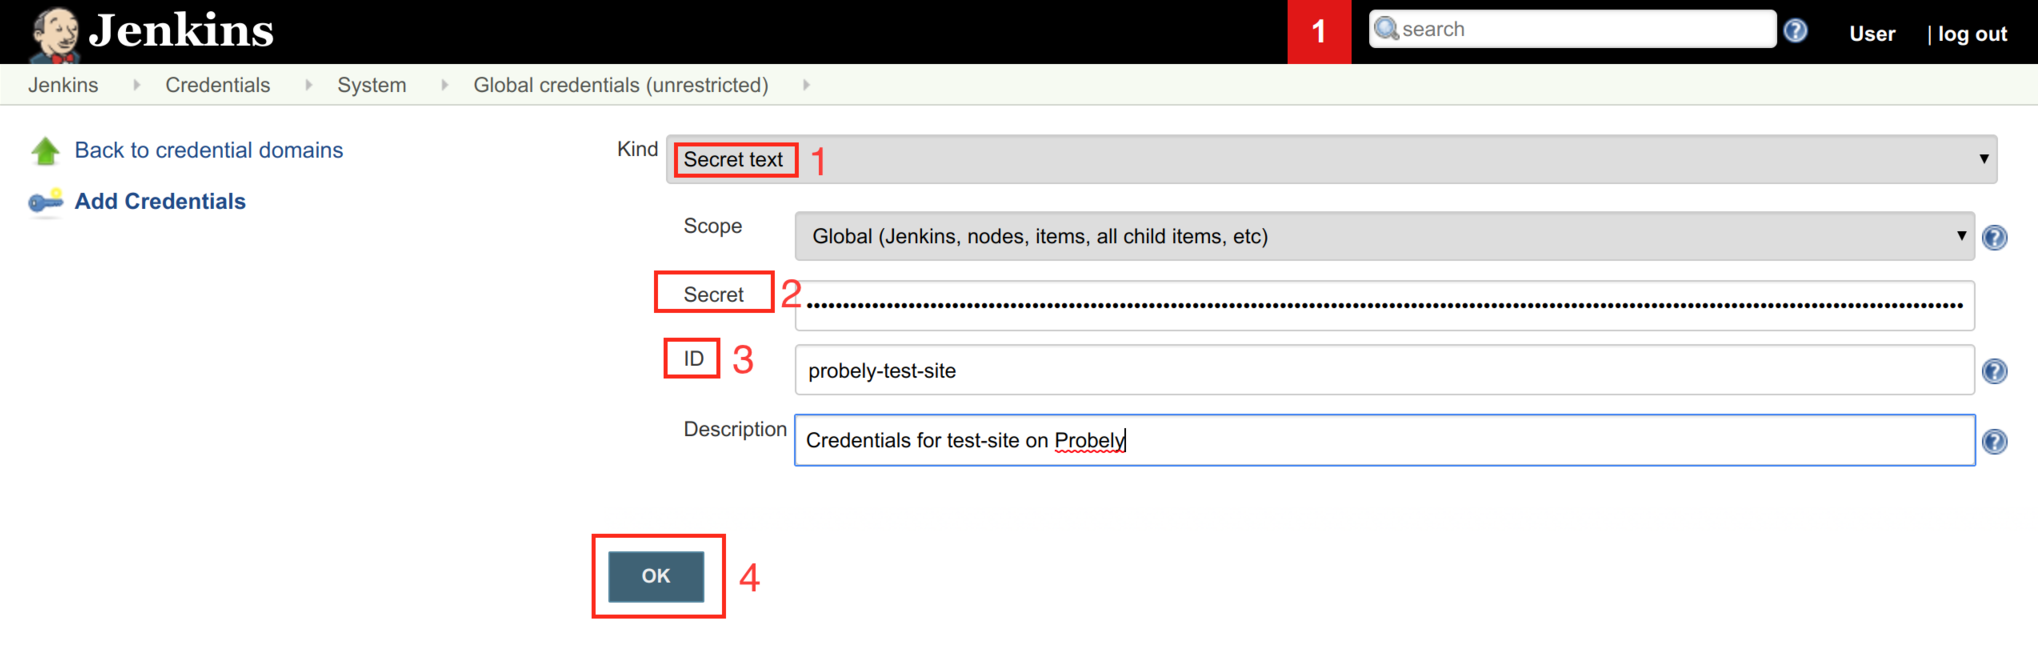 Jenkins
1
search
User
| log out
Jenkins
Credentials
System
Global credentials (unrestricted)
Back to credential domains
Add Credentials
Kind
Secret text
1
Scope
Global (Jenkins, nodes, items, all child items, etc)
Secret
2
ID
3
probely-test-site
Description
Credentials for test-site on Probely
OK
4